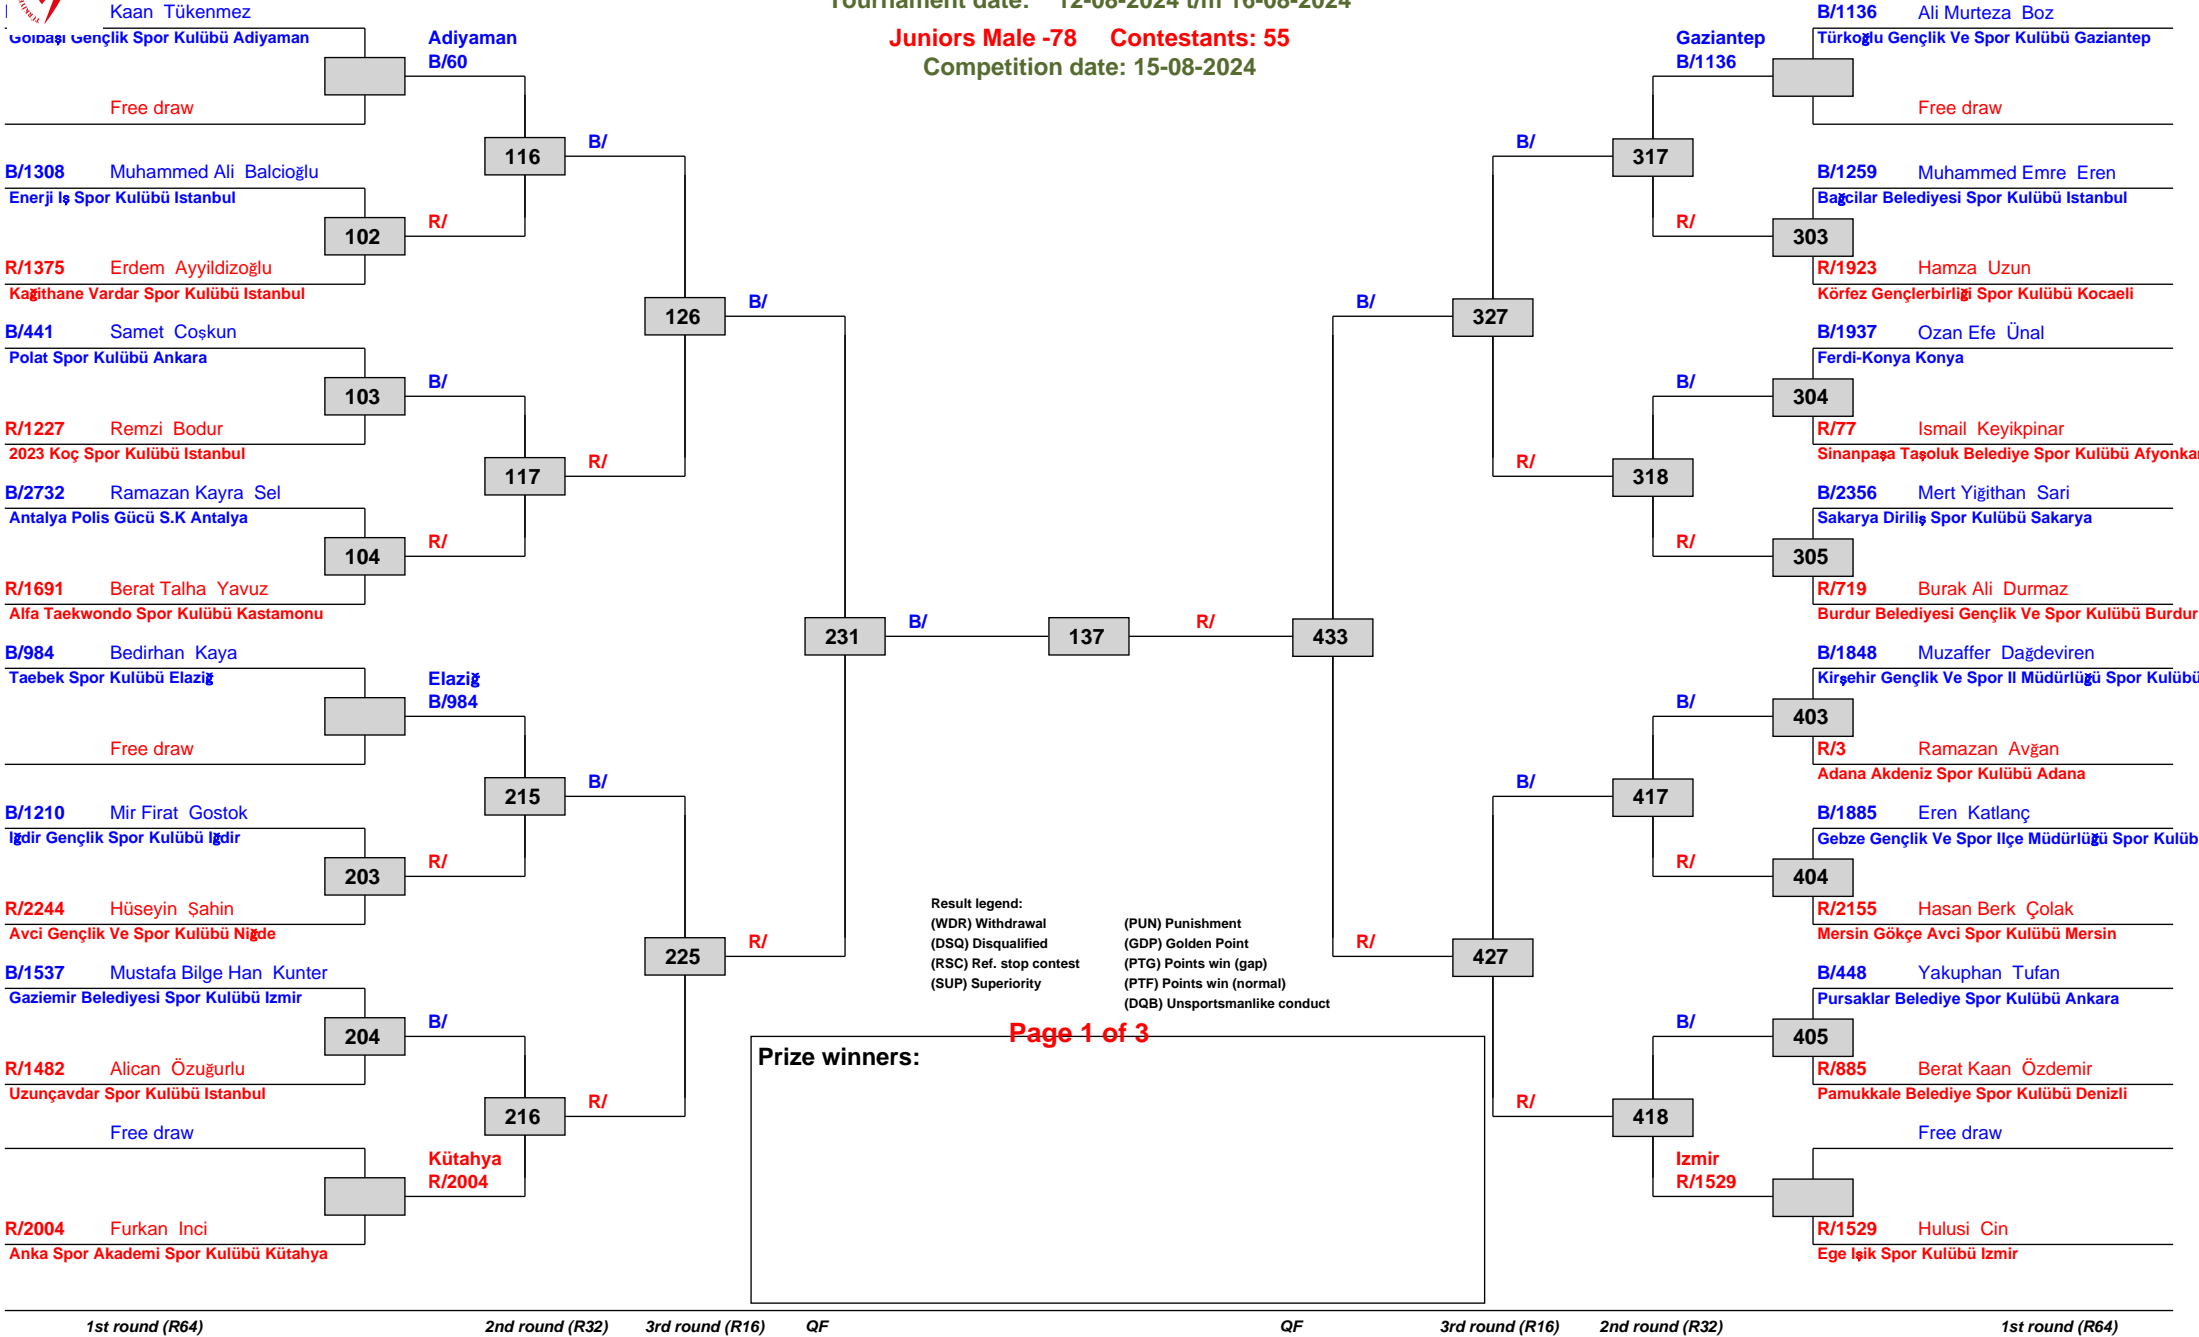 Tournament date: 12-08-2024 t/m 16-08-2024
Juniors Male -78 Contestants: 55
Competition date: 15-08-2024
Kaan Tükenmez
Gölbaşi Gençlik Spor Kulübü Adiyaman
Free draw
Adiyaman
B/60
B/1308 Muhammed Ali Balcioğlu
Enerji Iş Spor Kulübü Istanbul
102
R/1375 Erdem Ayyildizoğlu
Kağithane Vardar Spor Kulübü Istanbul
R/
116
B/
B/441 Samet Coşkun
Polat Spor Kulübü Ankara
103
R/1227 Remzi Bodur
2023 Koç Spor Kulübü Istanbul
B/
B/2732 Ramazan Kayra Sel
Antalya Polis Gücü S.K Antalya
104
R/1691 Berat Talha Yavuz
Alfa Taekwondo Spor Kulübü Kastamonu
R/
117
R/
126
B/
B/984 Bedirhan Kaya
Taebek Spor Kulübü Elaziğ
Free draw
Elaziğ
B/984
B/1210 Mir Firat Gostok
Iğdir Gençlik Spor Kulübü Iğdir
203
R/2244 Hüseyin Şahin
Avci Gençlik Ve Spor Kulübü Niğde
R/
215
B/
B/1537 Mustafa Bilge Han Kunter
Gaziemir Belediyesi Spor Kulübü Izmir
204
R/1482 Alican Özuğurlu
Uzunçavdar Spor Kulübü Istanbul
B/
Free draw
R/2004 Furkan Inci
Anka Spor Akademi Spor Kulübü Kütahya
Kütahya
R/2004
216
R/
225
R/
231
B/
137
R/
433
B/1136 Ali Murteza Boz
Türkoğlu Gençlik Ve Spor Kulübü Gaziantep
Free draw
Gaziantep
B/1136
B/1259 Muhammed Emre Eren
Bağcilar Belediyesi Spor Kulübü Istanbul
303
R/1923 Hamza Uzun
Körfez Gençlerbirliği Spor Kulübü Kocaeli
R/
317
B/
B/1937 Ozan Efe Ünal
Ferdi-Konya Konya
304
R/77 Ismail Keyikpinar
Sinanpaşa Taşoluk Belediye Spor Kulübü Afyonkar
B/
B/2356 Mert Yiğithan Sari
Sakarya Diriliş Spor Kulübü Sakarya
305
R/719 Burak Ali Durmaz
Burdur Belediyesi Gençlik Ve Spor Kulübü Burdur
R/
318
R/
327
B/
B/1848 Muzaffer Dağdeviren
Kirşehir Gençlik Ve Spor Il Müdürlüğü Spor Kulübü
403
R/3 Ramazan Avğan
Adana Akdeniz Spor Kulübü Adana
B/
B/1885 Eren Katlanç
Gebze Gençlik Ve Spor Ilçe Müdürlüğü Spor Kulüb
404
R/2155 Hasan Berk Çolak
Mersin Gökçe Avci Spor Kulübü Mersin
R/
417
B/
B/448 Yakuphan Tufan
Pursaklar Belediye Spor Kulübü Ankara
405
R/885 Berat Kaan Özdemir
Pamukkale Belediye Spor Kulübü Denizli
B/
Free draw
R/1529 Hulusi Cin
Ege Işik Spor Kulübü Izmir
Izmir
R/1529
418
R/
427
R/
Result legend:
(WDR) Withdrawal (PUN) Punishment
(DSQ) Disqualified (GDP) Golden Point
(RSC) Ref. stop contest (PTG) Points win (gap)
(SUP) Superiority (PTF) Points win (normal)
(DQB) Unsportsmanlike conduct
Page 1 of 3
Prize winners:
1st round (R64) 2nd round (R32) 3rd round (R16) QF QF 3rd round (R16) 2nd round (R32) 1st round (R64)